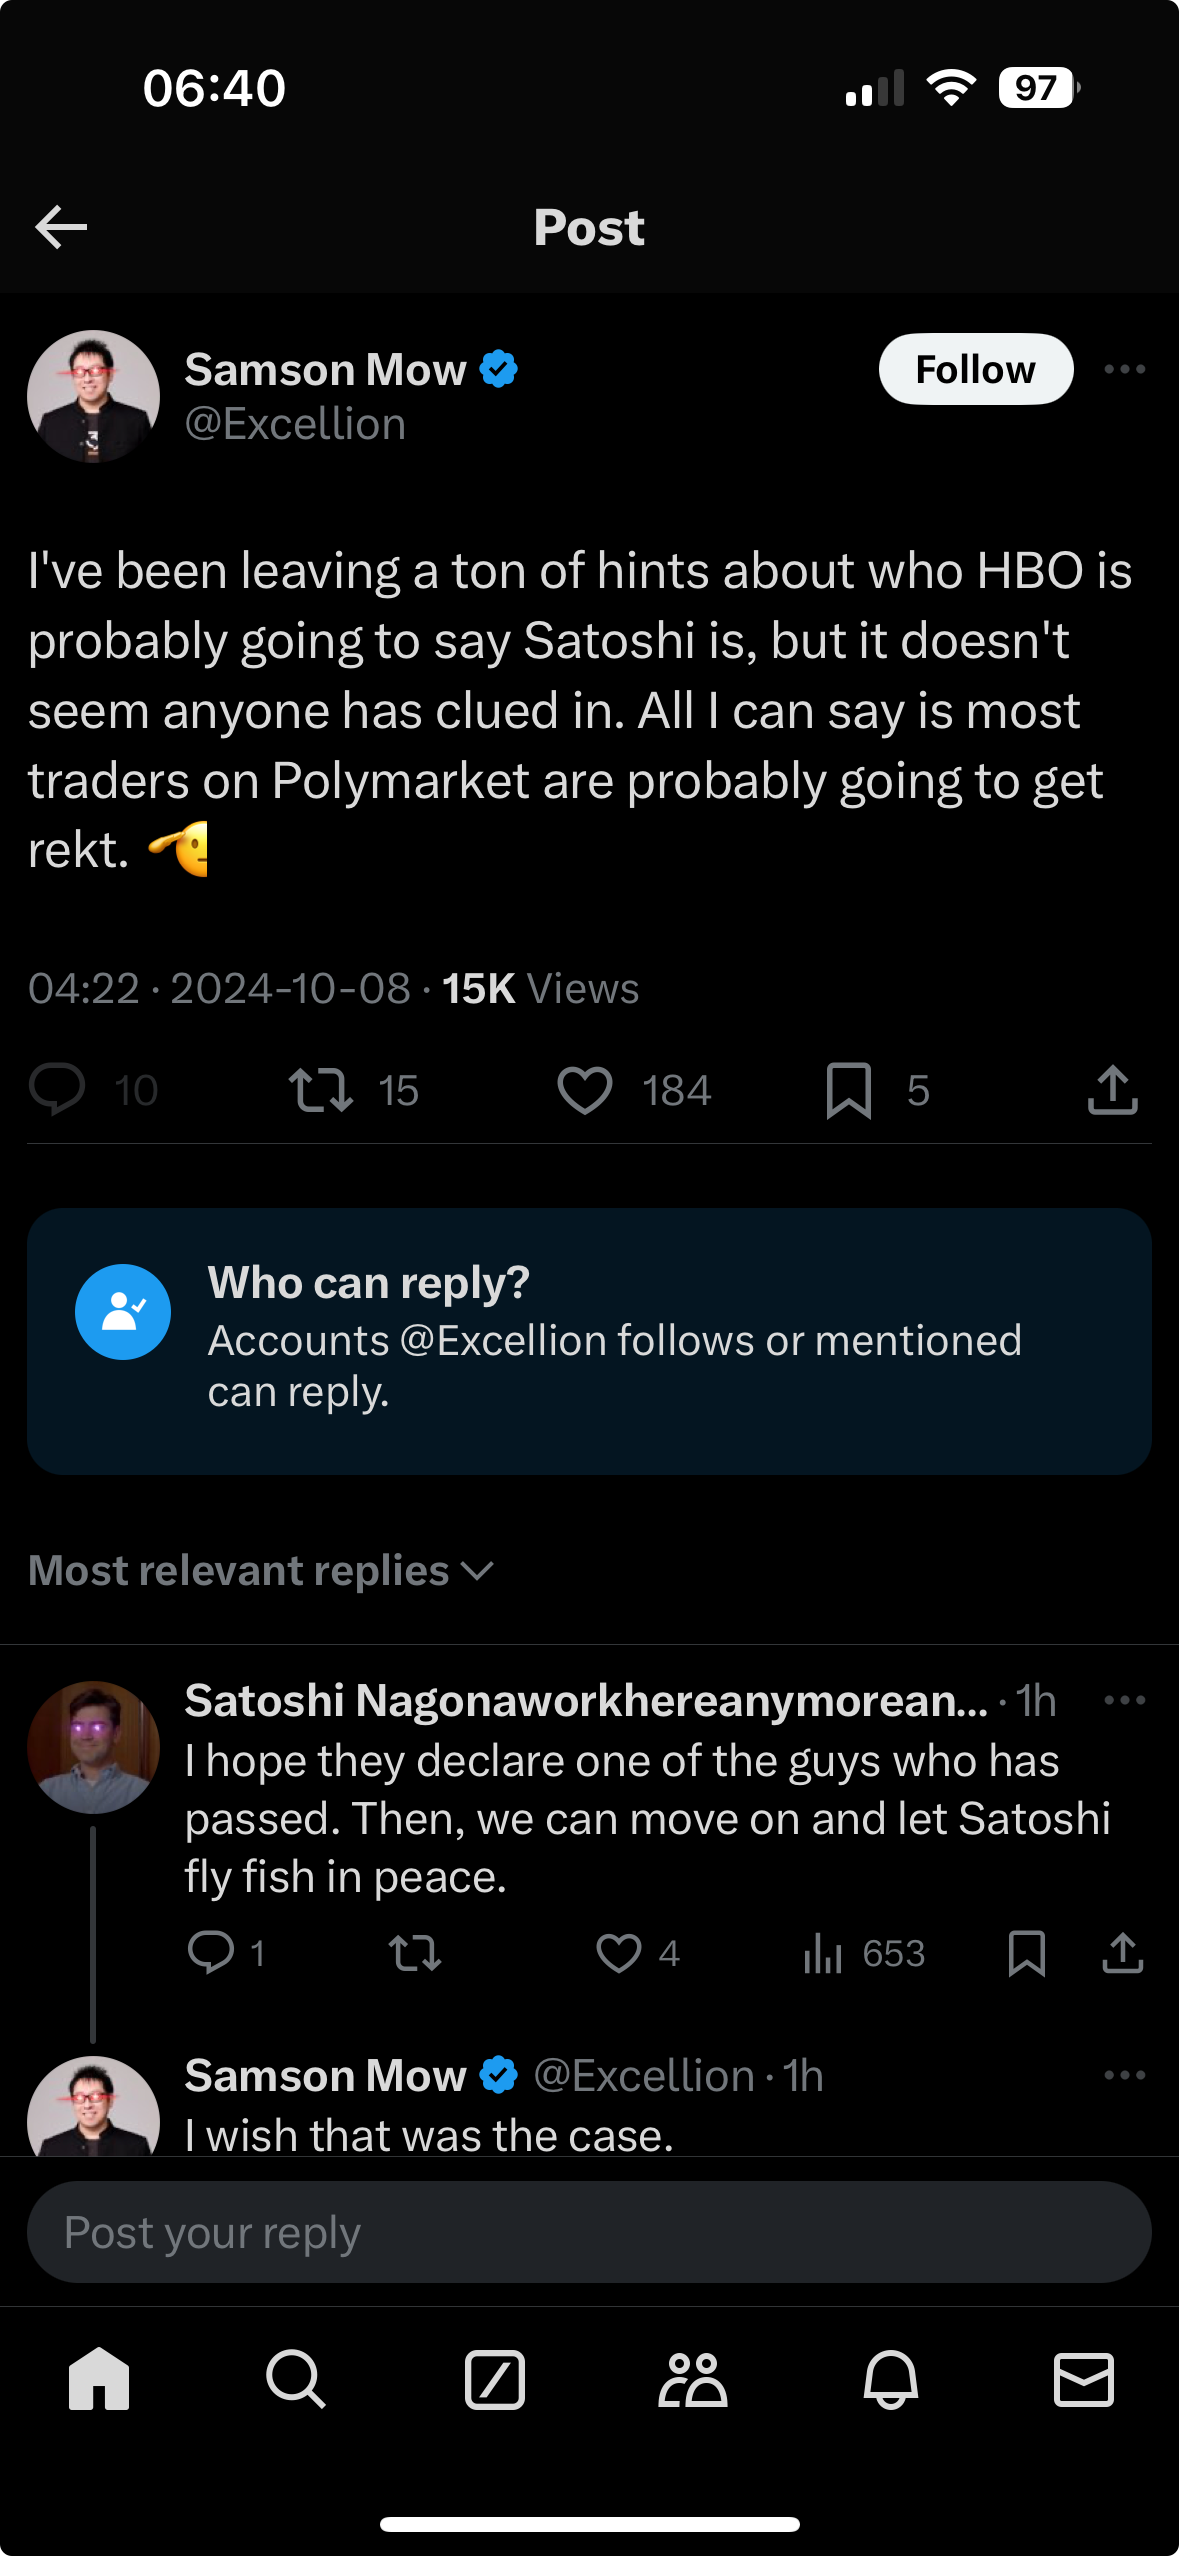 06:40
97
Post
Samson Mow
Follow
@Excellion
I've been leaving a ton of hints about who HBO is
probably going to say Satoshi is, but it doesn't
seem anyone has clued in. All I can say is most
traders on Polymarket are probably going to get
rekt.
04:22 · 2024-10-08 · 15K Views
10 15 184 5
Who can reply?
Accounts @Excellion follows or mentioned
can reply.
Most relevant replies
Satoshi Nagonaworkhereanymorean... · 1h
I hope they declare one of the guys who has
passed. Then, we can move on and let Satoshi
fly fish in peace.
1 4 653
Samson Mow @Excellion · 1h
I wish that was the case.
Post your reply